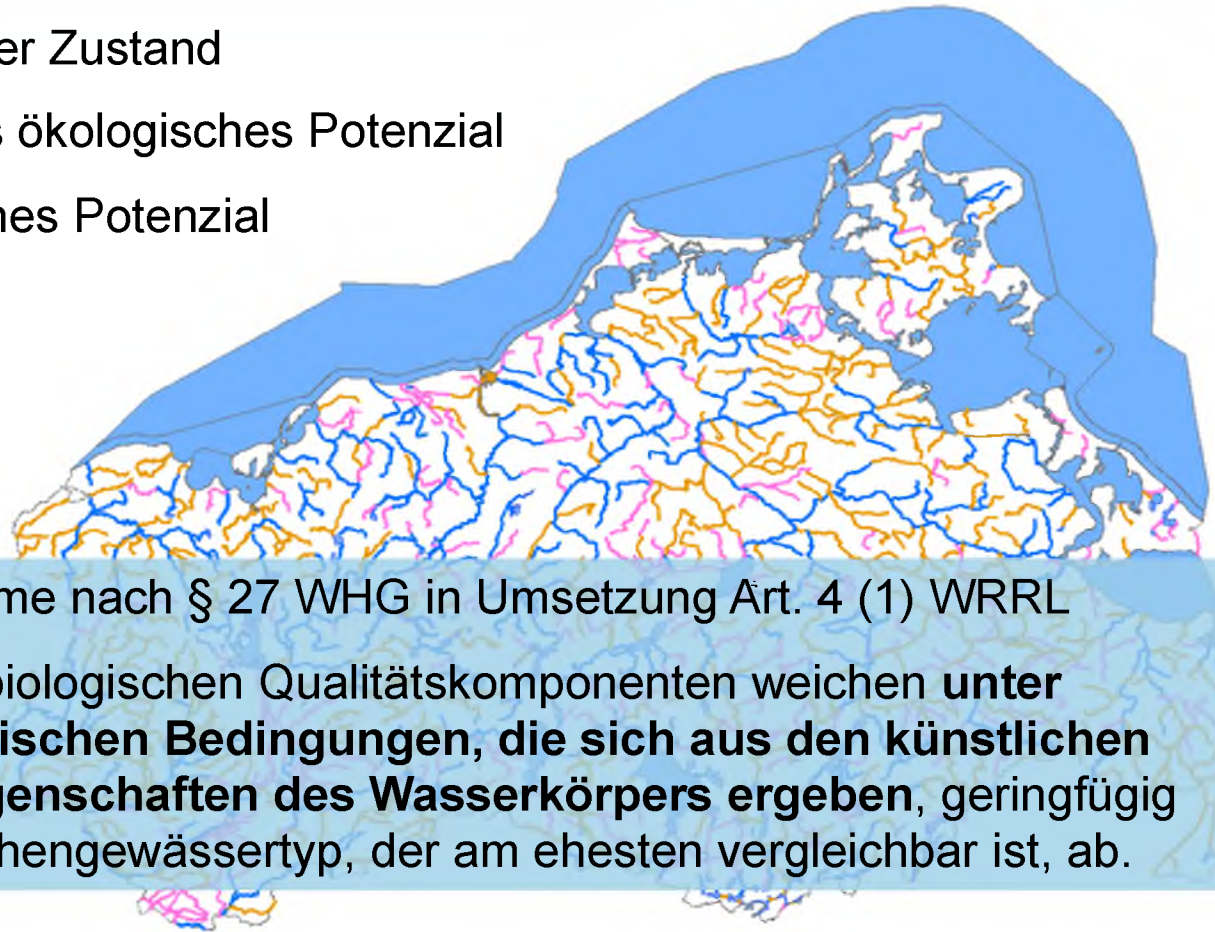 er Zustand
s ökologisches Potenzial
nes Potenzial
me nach § 27 WHG in Umsetzung Art. 4 (1) WRRL
biologischen Qualitätskomponenten weichen unter
ischen Bedingungen, die sich aus den künstlichen
genschaften des Wasserkörpers ergeben, geringfügig
hengewässertyp, der am ehesten vergleichbar ist, ab.